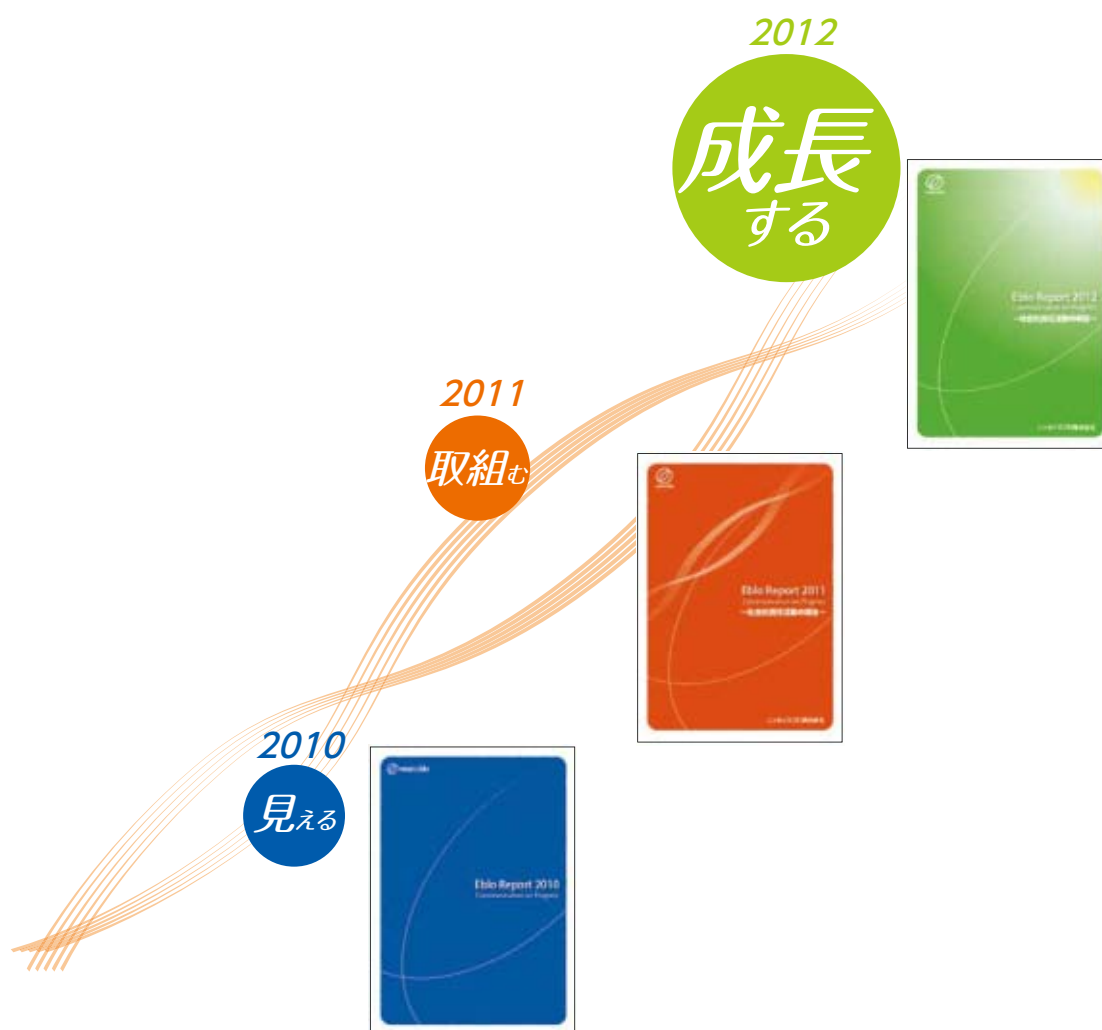 2012
成長
する
Eblo Report 2012
2011
取組む
Eblo Report 2011
Communication on Progress
2010
見える
Eblo Report 2010
Communication on Progress